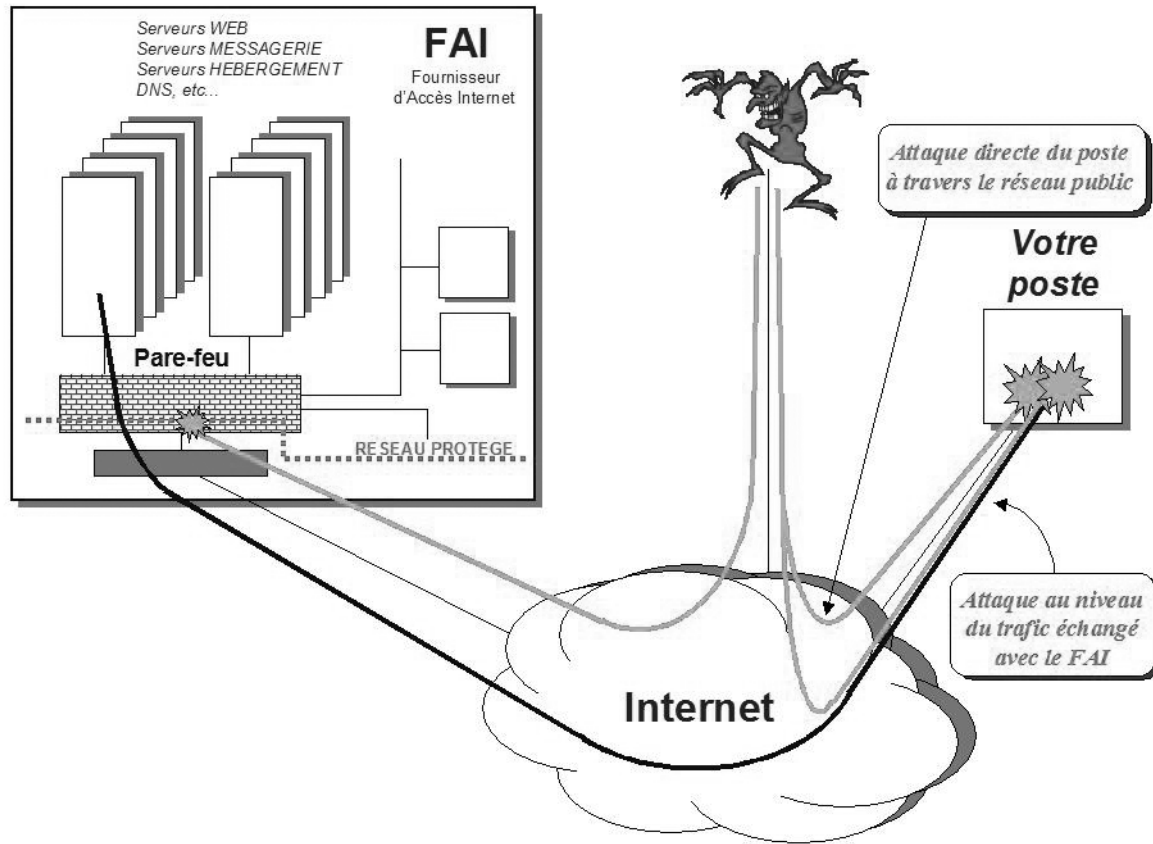 Serveurs WEB
Serveurs MESSAGERIE
Serveurs HEBERGEMENT
DNS, etc...
FAI
Fournisseur
d'Accès Internet
Pare-feu
RESEAU PROTEGE
Attaque directe du poste
à travers le réseau public
Votre
poste
Attaque au niveau
du trafic échangé
avec le FAI
Internet